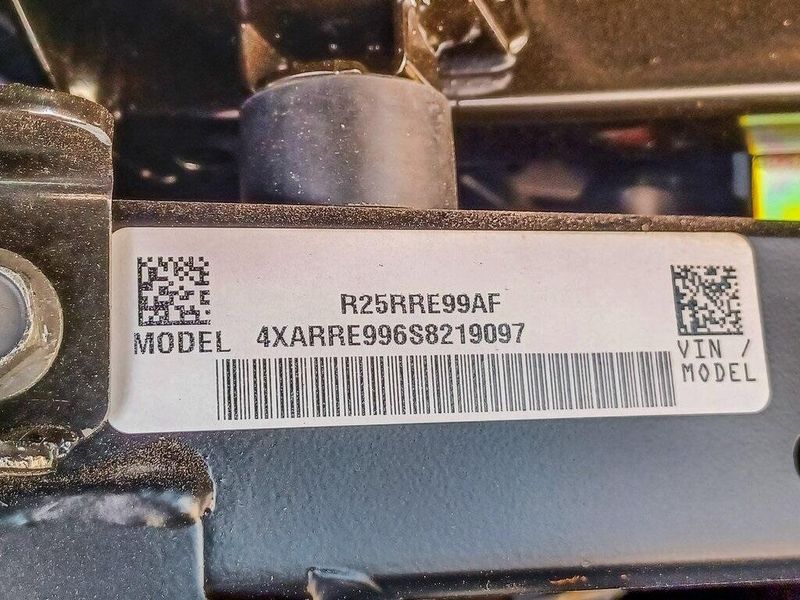 R25RRE99AF
MODEL 4XARRE996S8219097
VIN /
MODEL